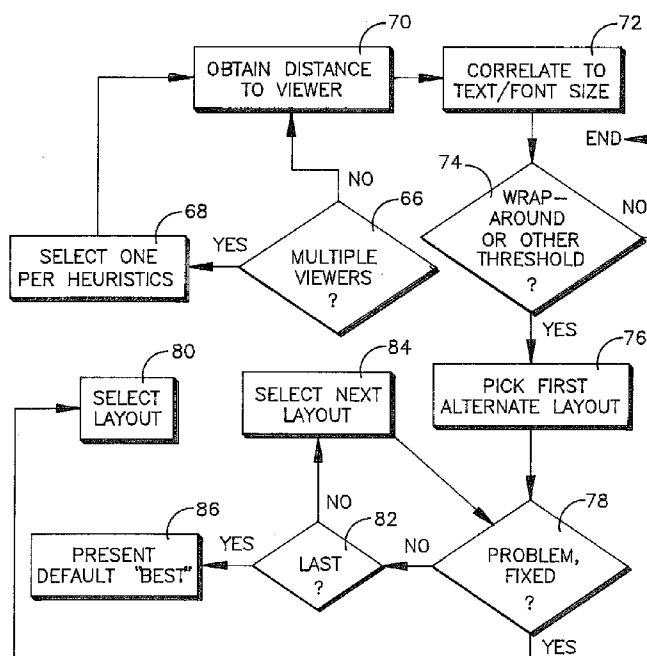 70
OBTAIN DISTANCE
TO VIEWER
72
CORRELATE TO
TEXT/FONT SIZE
END
NO
66
MULTIPLE
VIEWERS
?
YES
68
SELECT ONE
PER HEURISTICS
74
WRAP-
AROUND
OR OTHER
THRESHOLD
?
NO
YES
76
PICK FIRST
ALTERNATE LAYOUT
80
SELECT
LAYOUT
84
SELECT NEXT
LAYOUT
NO
78
PROBLEM,
FIXED
?
NO
YES
82
LAST
?
YES
86
PRESENT
DEFAULT "BEST"